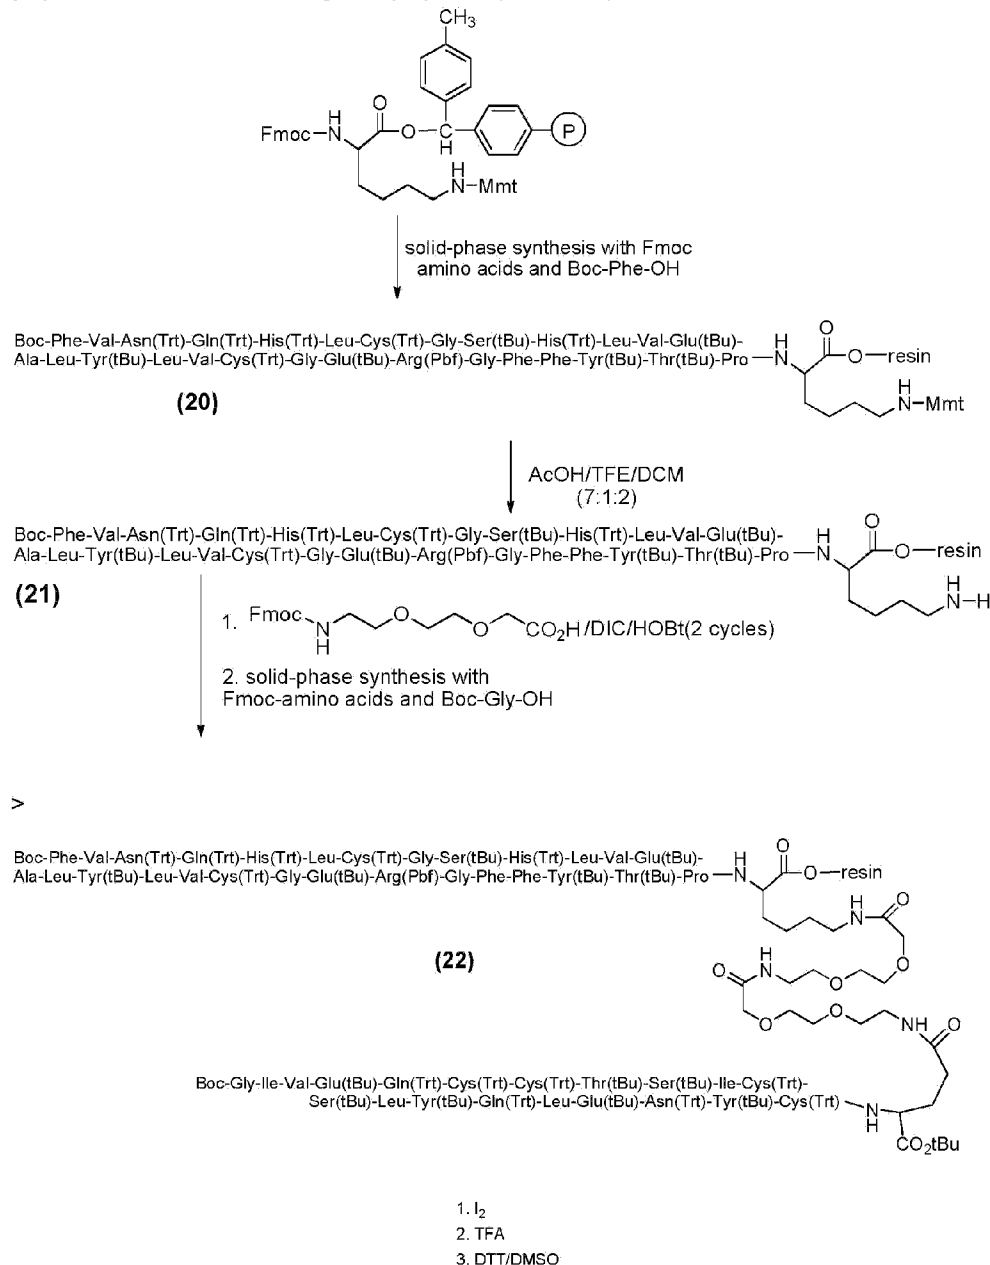 CH3
O
H
Fmoc-N
O
C
H
P
H
N-Mmt
solid-phase synthesis with Fmoc
amino acids and Boc-Phe-OH
Boc-Phe-Val-Asn(Trt)-Gln(Trt)-His(Trt)-Leu-Cys(Trt)-Gly-Ser(tBu)-His(Trt)-Leu-Val-Glu(tBu)-
Ala-Leu-Tyr(tBu)-Leu-Val-Cys(Trt)-Gly-Glu(tBu)-Arg(Pbf)-Gly-Phe-Phe-Tyr(tBu)-Thr(tBu)-Pro
H
N
O
O-resin
H
N-Mmt
(20)
AcOH/TFE/DCM
(7:1:2)
Boc-Phe-Val-Asn(Trt)-Gln(Trt)-His(Trt)-Leu-Cys(Trt)-Gly-Ser(tBu)-His(Trt)-Leu-Val-Glu(tBu)-
Ala-Leu-Tyr(tBu)-Leu-Val-Cys(Trt)-Gly-Glu(tBu)-Arg(Pbf)-Gly-Phe-Phe-Tyr(tBu)-Thr(tBu)-Pro
H
N
O
O-resin
H
N-H
(21)
1. Fmoc
N
H
O
O
CO2H/DIC/HOBt(2 cycles)
2. solid-phase synthesis with
Fmoc-amino acids and Boc-Gly-OH
>
Boc-Phe-Val-Asn(Trt)-Gln(Trt)-His(Trt)-Leu-Cys(Trt)-Gly-Ser(tBu)-His(Trt)-Leu-Val-Glu(tBu)-
Ala-Leu-Tyr(tBu)-Leu-Val-Cys(Trt)-Gly-Glu(tBu)-Arg(Pbf)-Gly-Phe-Phe-Tyr(tBu)-Thr(tBu)-Pro
H
N
O
O-resin
H
N
O
(22)
O
H
N
O
O
O
O
NH
O
Boc-Gly-Ile-Val-Glu(tBu)-Gln(Trt)-Cys(Trt)-Cys(Trt)-Thr(tBu)-Ser(tBu)-Ile-Cys(Trt)-
Ser(tBu)-Leu-Tyr(tBu)-Gln(Trt)-Leu-Glu(tBu)-Asn(Trt)-Tyr(tBu)-Cys(Trt)
N
H
CO2tBu
1. I2
2. TFA
3. DTT/DMSO